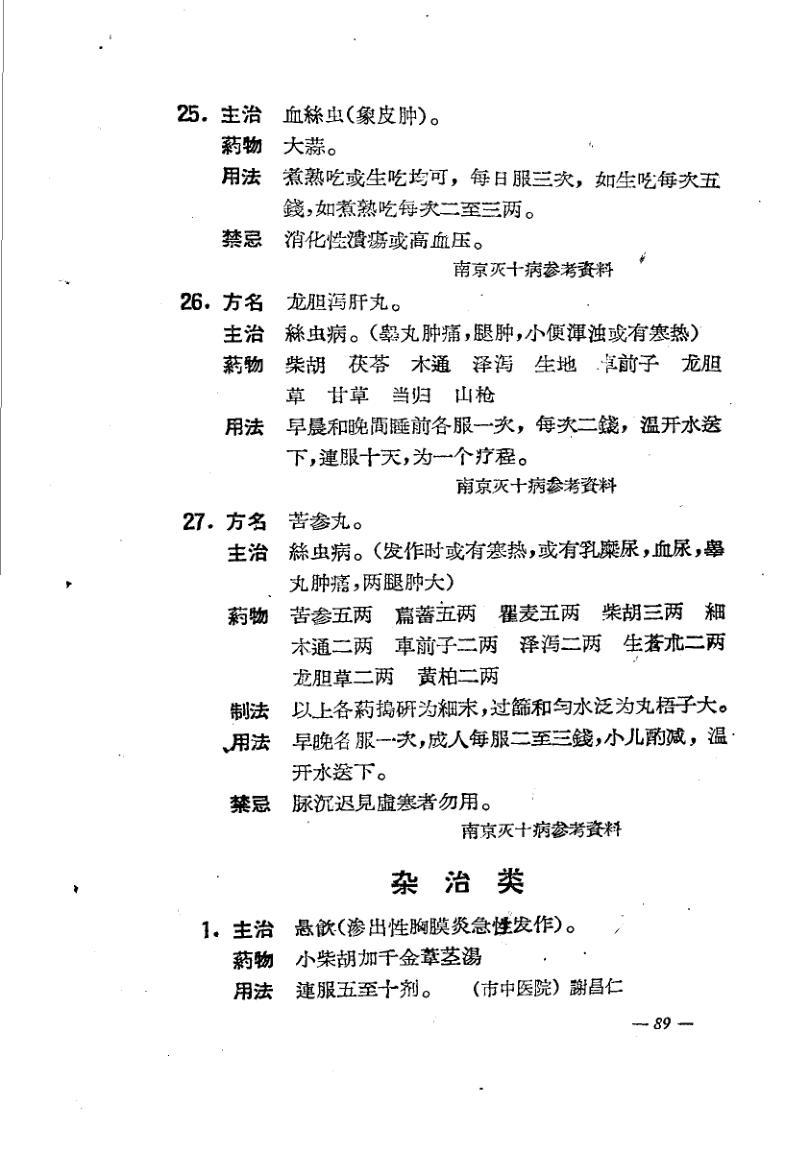 25. 主治 血絲虫(象皮肿)。
葯物 大蒜。
用法 煮熟吃或生吃均可，每日服三次，如生吃每次五
錢，如煮熟吃每次二至三两。
禁忌 消化性潰瘍或高血压。
南京灭十病参考資料
26. 方名 龙胆泻肝丸。
主治 絲虫病。(睾丸肿痛，腿肿，小便渾浊或有寒热)
葯物 柴胡 茯苓 木通 泽泻 生地 車前子 龙胆
草 甘草 当归 山枪
用法 早晨和晚間睡前各服一次，每次二錢，温开水送
下，連服十天，为一个疗程。
南京灭十病参考資料
27. 方名 苦参丸。
主治 絲虫病。(发作时或有寒热，或有乳糜尿，血尿，睾
丸肿痛，两腿肿大)
葯物 苦参五两 萹蓄五两 瞿麦五两 柴胡三两 細
木通二两 車前子二两 泽泻二两 生蒼朮二两
龙胆草二两 黃柏二两
制法 以上各葯搗研为細末，过篩和匀水泛为丸梧子大。
用法 早晚各服一次，成人每服二至三錢，小儿酌减，温
开水送下。
禁忌 脉沉迟見虛寒者勿用。
南京灭十病参考資料
杂治类
1. 主治 悬飲(渗出性胸膜炎急性发作)。
葯物 小柴胡加千金葦茎湯
用法 連服五至十剂。 (市中医院) 謝昌仁
— 89 —